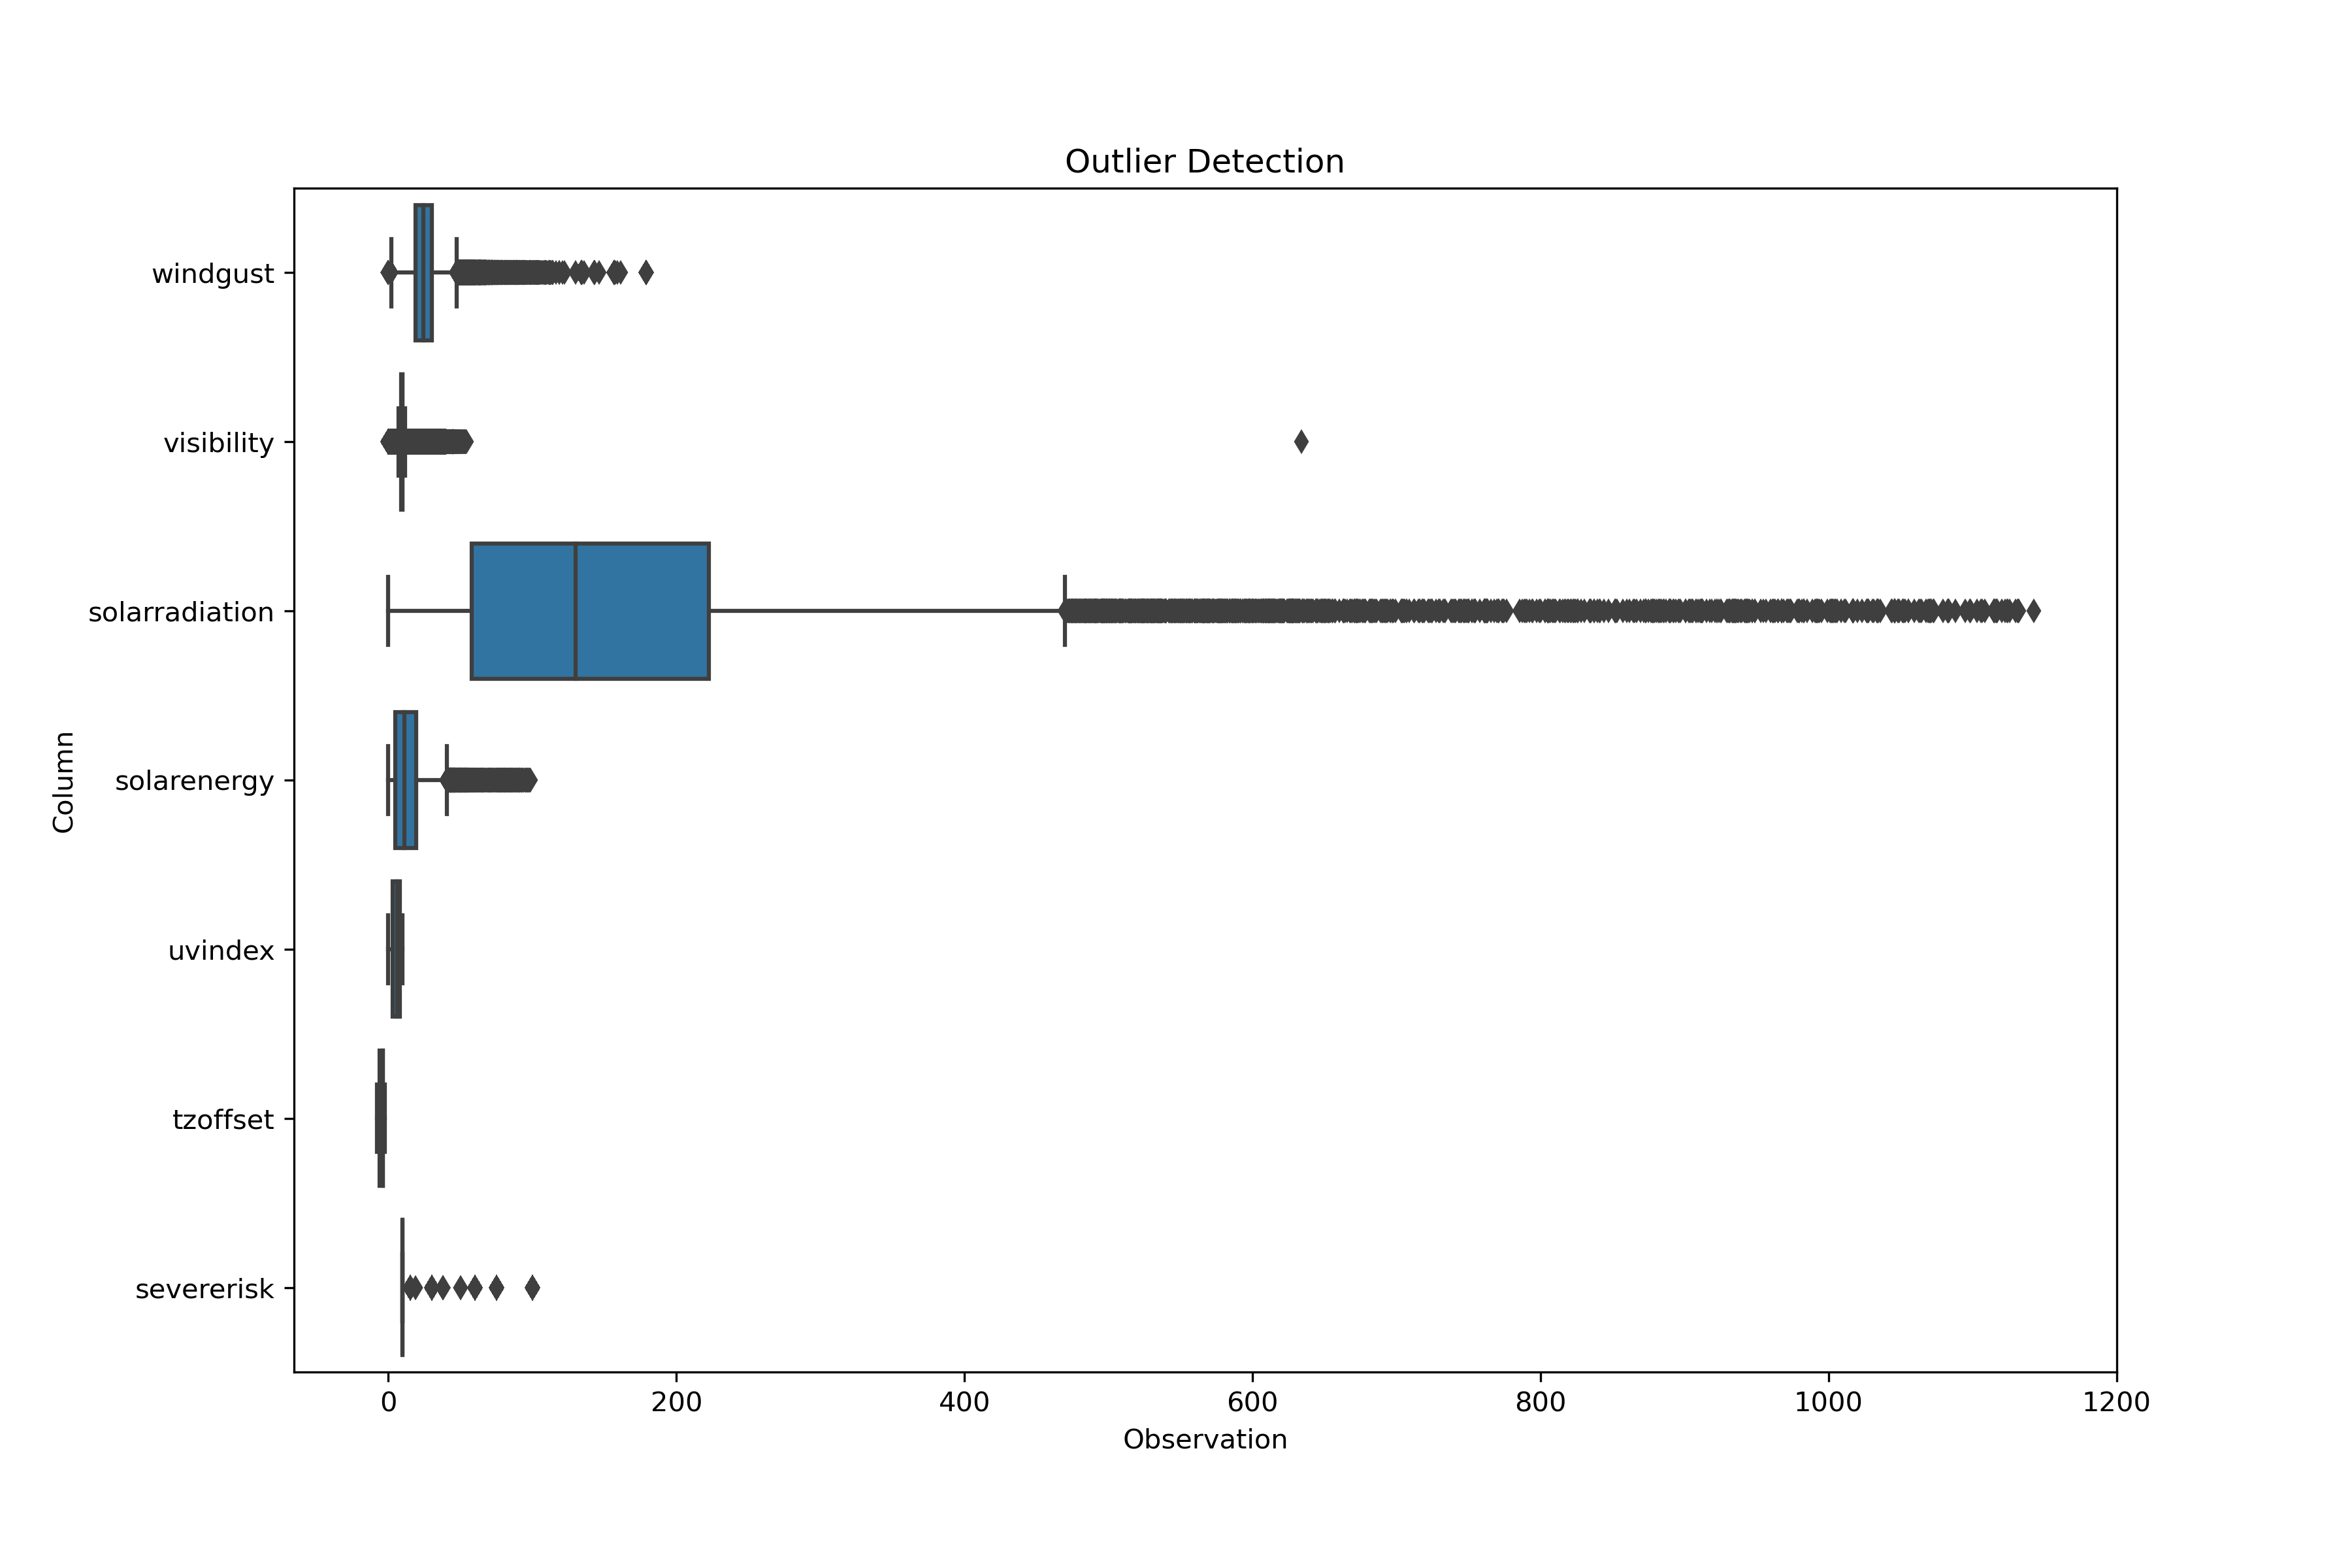 Outlier Detection
windgust
visibility
solarradiation
solarenergy
uvindex
tzoffset
severerisk
Column
0 200 400 600 800 1000 1200
Observation